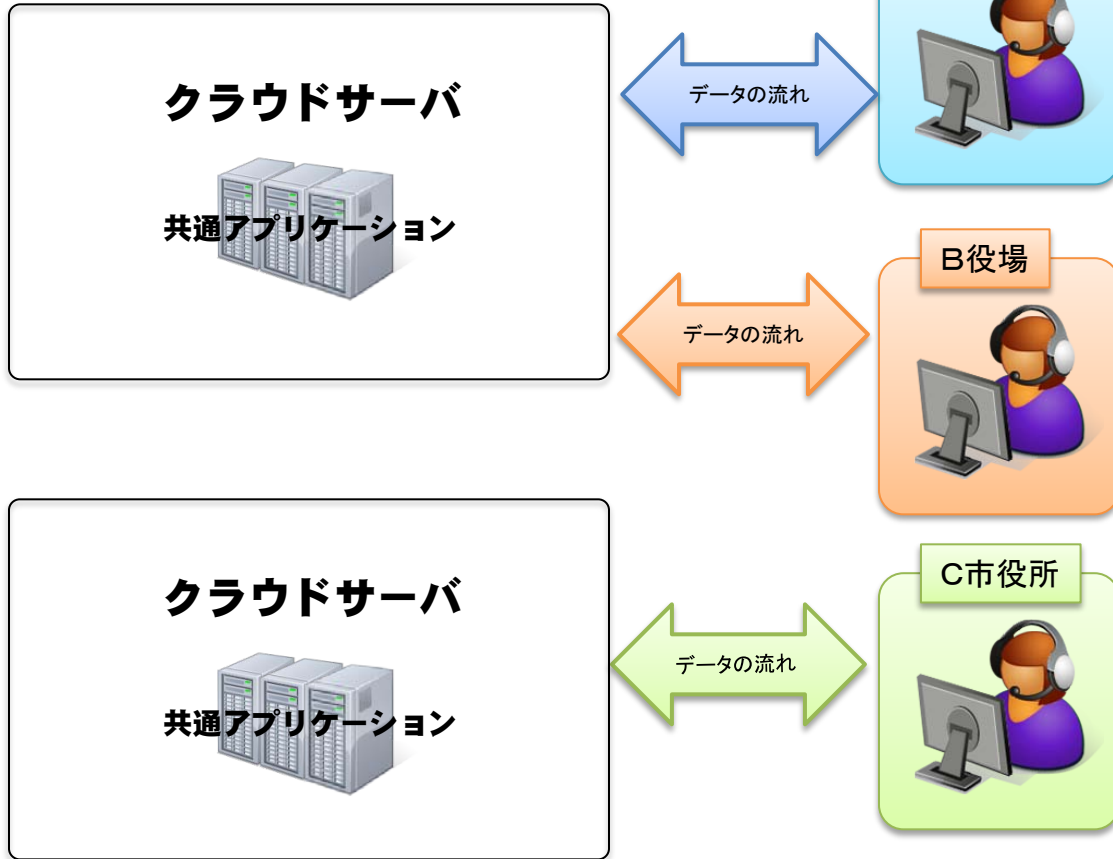 クラウドサーバ
共通アプリケーション
データの流れ
B役場
データの流れ
クラウドサーバ
共通アプリケーション
C市役所
データの流れ